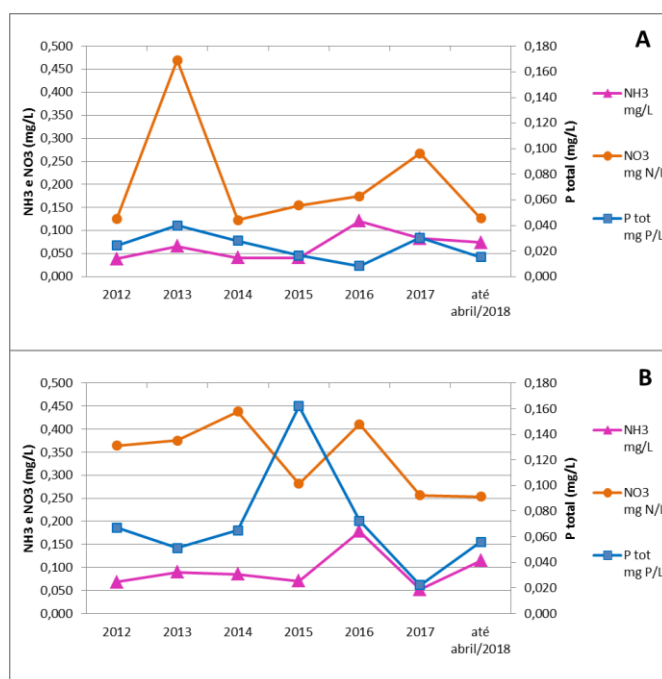 A
0,500
0,450
0,400
0,350
0,300
0,250
0,200
0,150
0,100
0,050
0,000
NH3 e NO3 (mg/L)
0,180
0,160
0,140
0,120
0,100
0,080
0,060
0,040
0,020
0,000
P total (mg/L)
2012 2013 2014 2015 2016 2017 até
abril/2018
NH3
mg/L
NO3
mg N/L
P tot
mg P/L
B
0,500
0,450
0,400
0,350
0,300
0,250
0,200
0,150
0,100
0,050
0,000
NH3 e NO3 (mg/L)
0,180
0,160
0,140
0,120
0,100
0,080
0,060
0,040
0,020
0,000
P total (mg/L)
2012 2013 2014 2015 2016 2017 até
abril/2018
NH3
mg/L
NO3
mg N/L
P tot
mg P/L